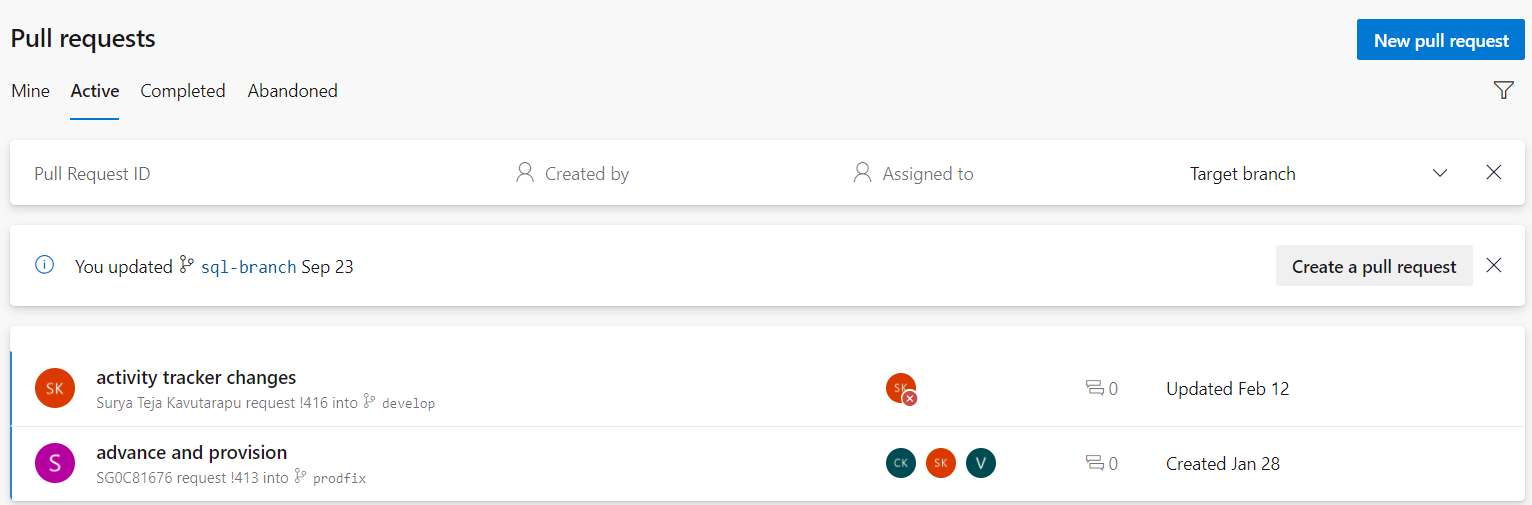 Pull requests
New pull request
Mine Active Completed Abandoned
Pull Request ID Created by Assigned to Target branch
You updated sql-branch Sep 23 Create a pull request
SK activity tracker changes SK 0 Updated Feb 12
Surya Teja Kavutarapu request !416 into develop
S advance and provision CK SK V 0 Created Jan 28
SG0C81676 request !413 into prodfix